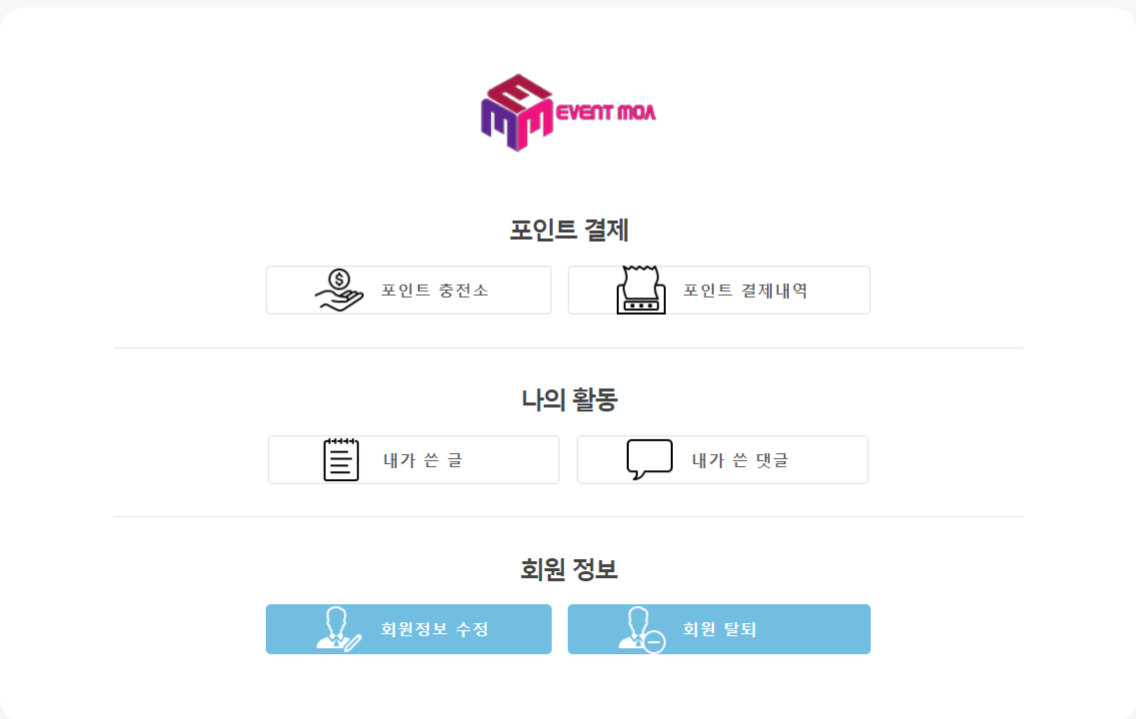 EVENT MOA
포인트 결제
포인트 충전소
포인트 결제내역
나의 활동
내가 쓴 글
내가 쓴 댓글
회원 정보
회원정보 수정
회원 탈퇴